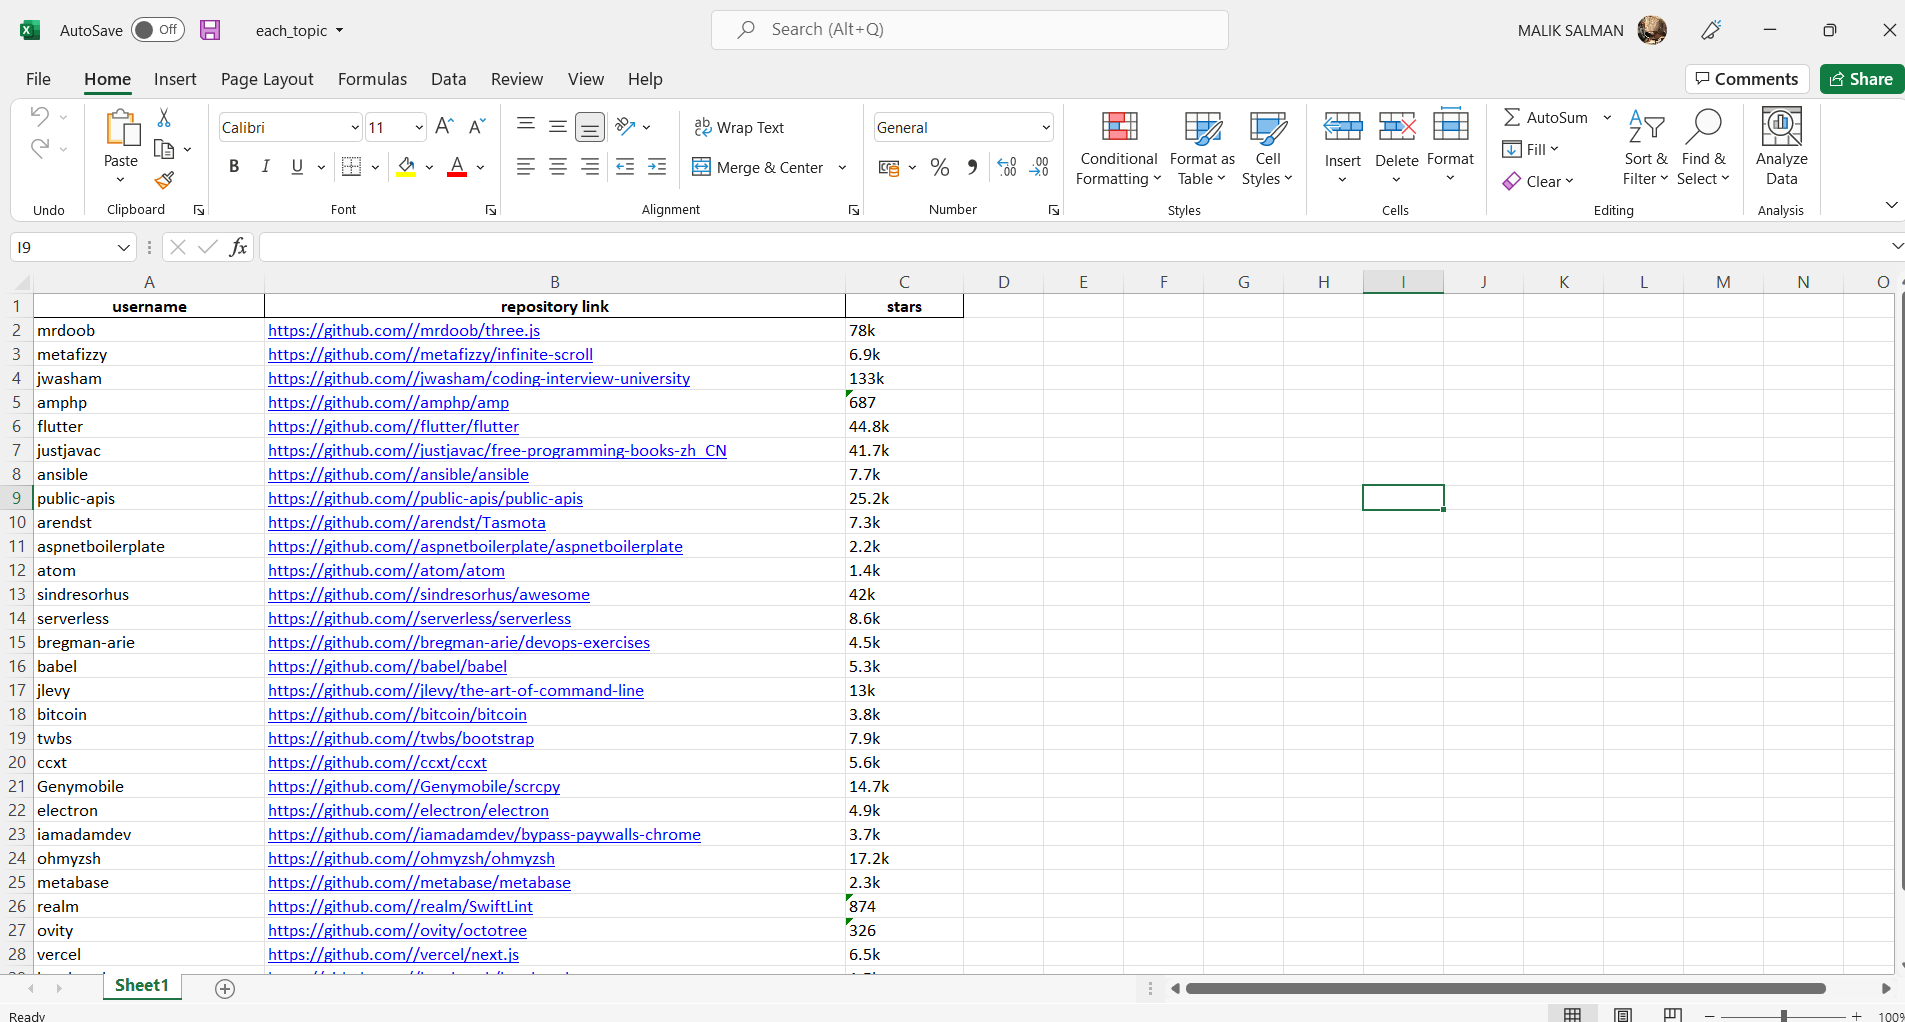 AutoSave Off each_topic Search (Alt+Q) MALIK SALMAN
File Home Insert Page Layout Formulas Data Review View Help Comments Share
Undo
Paste
Clipboard
Calibri 11
B I U A
Font
Wrap Text
Merge & Center
Alignment
General
Number
Conditional Formatting
Format as Table
Cell Styles
Styles
Insert Delete Format
Cells
AutoSum
Fill
Clear
Sort & Filter
Find & Select
Editing
Analyze Data
Analysis
I9 fx
A B C D E F G H I J K L M N O
1 username repository link stars
2 mrdoob https://github.com//mrdoob/three.js 78k
3 metafizzy https://github.com//metafizzy/infinite-scroll 6.9k
4 jwasham https://github.com//jwasham/coding-interview-university 133k
5 amphp https://github.com//amphp/amp 687
6 flutter https://github.com//flutter/flutter 44.8k
7 justjavac https://github.com//justjavac/free-programming-books-zh_CN 41.7k
8 ansible https://github.com//ansible/ansible 7.7k
9 public-apis https://github.com//public-apis/public-apis 25.2k
10 arendst https://github.com//arendst/Tasmota 7.3k
11 aspnetboilerplate https://github.com//aspnetboilerplate/aspnetboilerplate 2.2k
12 atom https://github.com//atom/atom 1.4k
13 sindresorhus https://github.com//sindresorhus/awesome 42k
14 serverless https://github.com//serverless/serverless 8.6k
15 bregman-arie https://github.com//bregman-arie/devops-exercises 4.5k
16 babel https://github.com//babel/babel 5.3k
17 jlevy https://github.com//jlevy/the-art-of-command-line 13k
18 bitcoin https://github.com//bitcoin/bitcoin 3.8k
19 twbs https://github.com//twbs/bootstrap 7.9k
20 ccxt https://github.com//ccxt/ccxt 5.6k
21 Genymobile https://github.com//Genymobile/scrcpy 14.7k
22 electron https://github.com//electron/electron 4.9k
23 iamadamdev https://github.com//iamadamdev/bypass-paywalls-chrome 3.7k
24 ohmyzsh https://github.com//ohmyzsh/ohmyzsh 17.2k
25 metabase https://github.com//metabase/metabase 2.3k
26 realm https://github.com//realm/SwiftLint 874
27 ovity https://github.com//ovity/octotree 326
28 vercel https://github.com//vercel/next.js 6.5k
Sheet1
Ready 100%